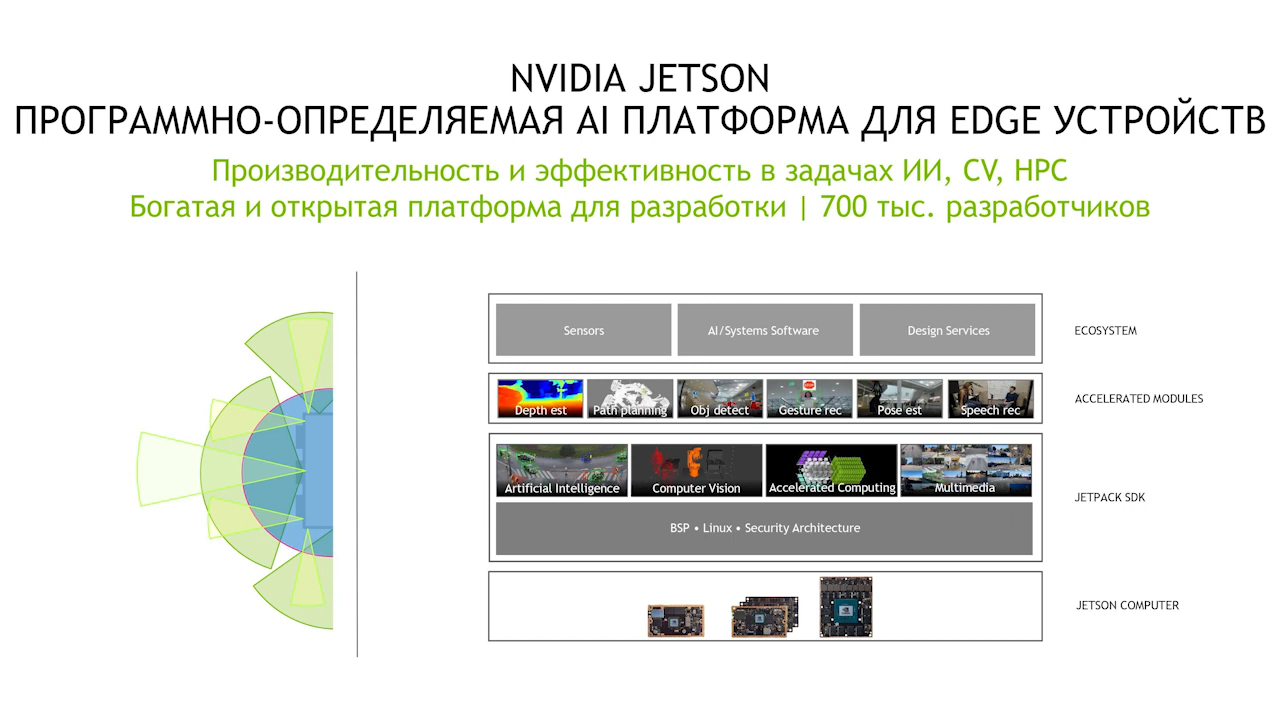 NVIDIA JETSON
ПРОГРАММНО-ОПРЕДЕЛЯЕМАЯ AI ПЛАТФОРМА ДЛЯ EDGE УСТРОЙСТВ
Производительность и эффективность в задачах ИИ, CV, HPC
Богатая и открытая платформа для разработки | 700 тыс. разработчиков
Sensors
AI/Systems Software
Design Services
ECOSYSTEM
Depth est
Path planning
Obj detect
Gesture rec
Pose est
Speech rec
ACCELERATED MODULES
Artificial Intelligence
Computer Vision
Accelerated Computing
Multimedia
JETPACK SDK
BSP • Linux • Security Architecture
JETSON COMPUTER